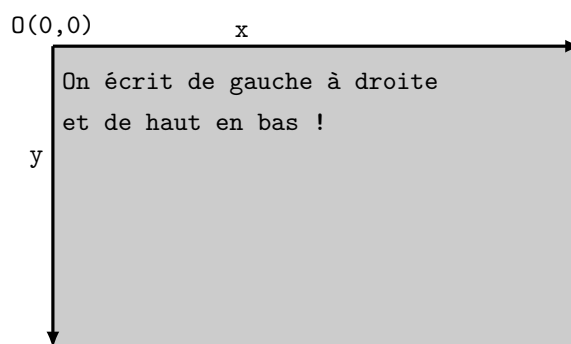 O(0,0)
x
On écrit de gauche à droite
et de haut en bas !
y